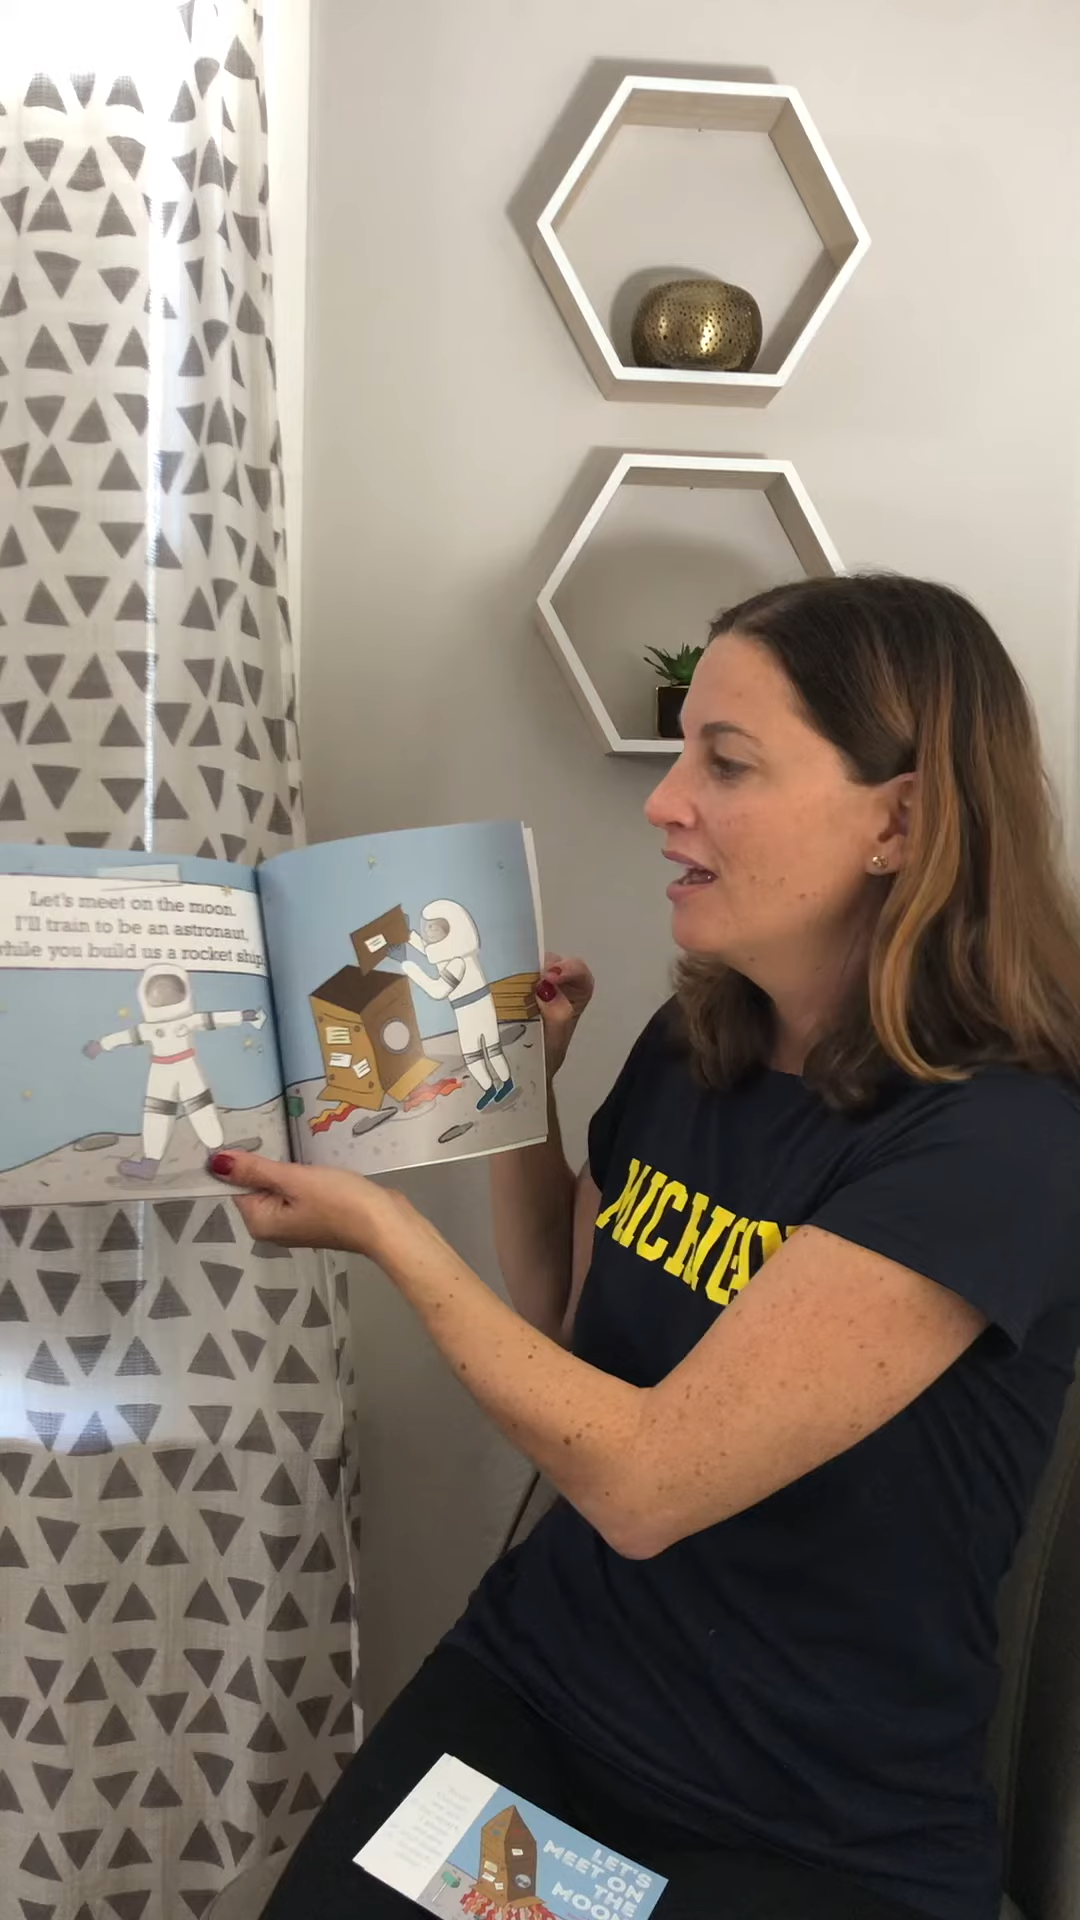 Let's meet on the moon.
I'll train to be an astronaut,
while you build us a rocket ship
MICHIGAN
LET'S
MEET ON
THE
MOON